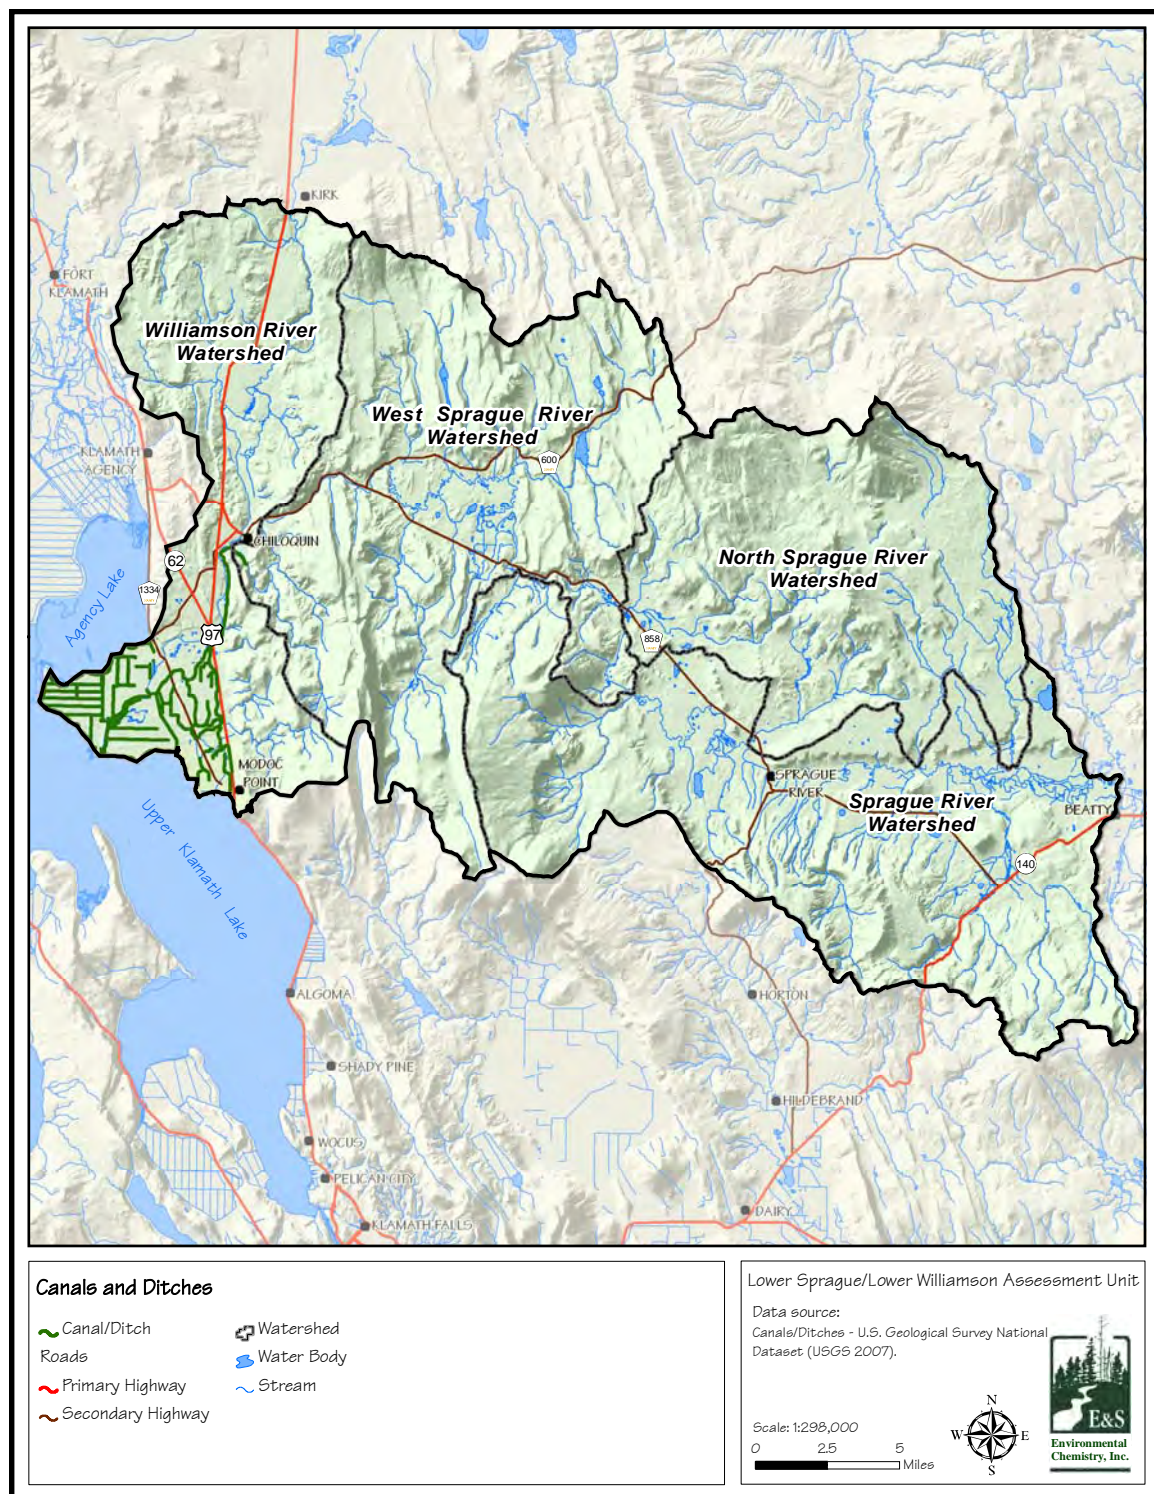 KIRK
FORT
KLAMATH
Williamson River
Watershed
West Sprague River
Watershed
KLAMATH
AGENCY
600
CHILOQUIN
North Sprague River
Watershed
62
1334
Agency Lake
97
858
MODOC
POINT
SPRAGUE
RIVER
Sprague River
Watershed
BEATTY
140
Upper Klamath Lake
ALGOMA
HORTON
SHADY PINE
HILDEBRAND
WOCUS
PELICAN CITY
DAIRY
KLAMATH FALLS
Canals and Ditches
Canal/Ditch
Roads
Primary Highway
Secondary Highway
Watershed
Water Body
Stream
Lower Sprague/Lower Williamson Assessment Unit
Data source:
Canals/Ditches - U.S. Geological Survey National
Dataset (USGS 2007).
Scale: 1:298,000
0 2.5 5
Miles
N
W E
S
E&S
Environmental
Chemistry, Inc.